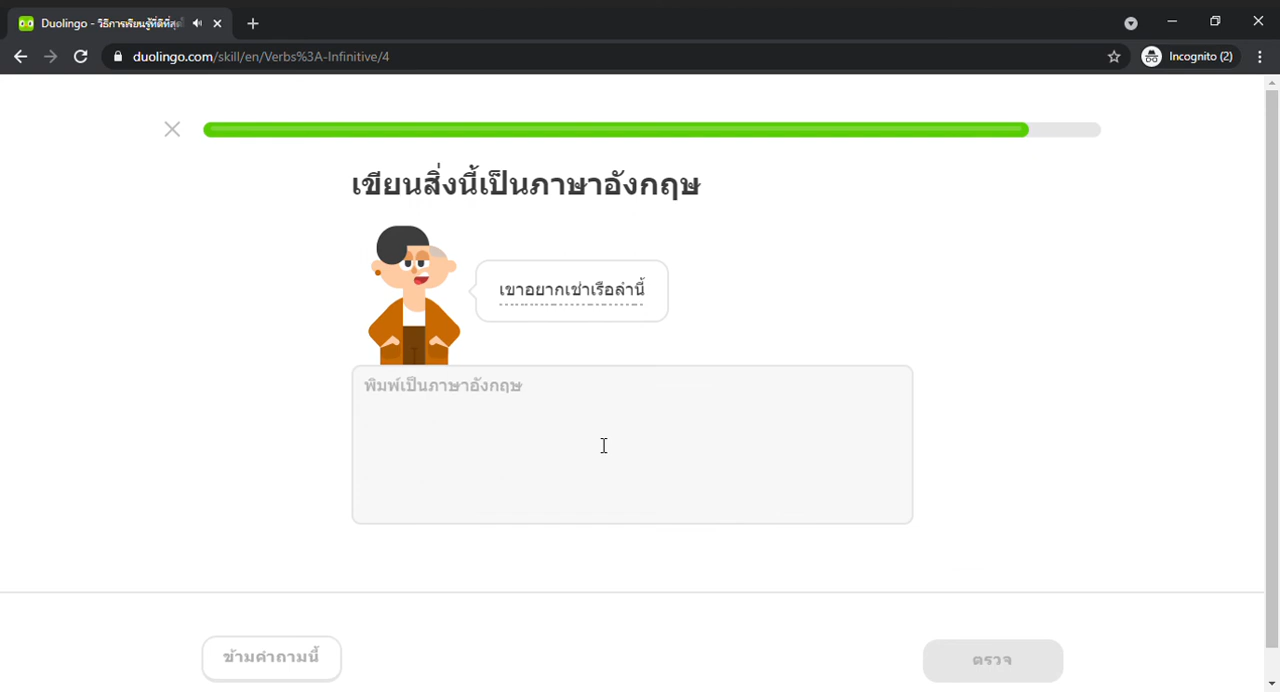 Duolingo - วิธีการเรียนรู้ที่ดีที่สุด
duolingo.com/skill/en/Verbs%3A-Infinitive/4
Incognito (2)
เขียนสิ่งนี้เป็นภาษาอังกฤษ
เขาอยากเช่าเรือลำนี้
พิมพ์เป็นภาษาอังกฤษ
ข้ามคำถามนี้
ตรวจ